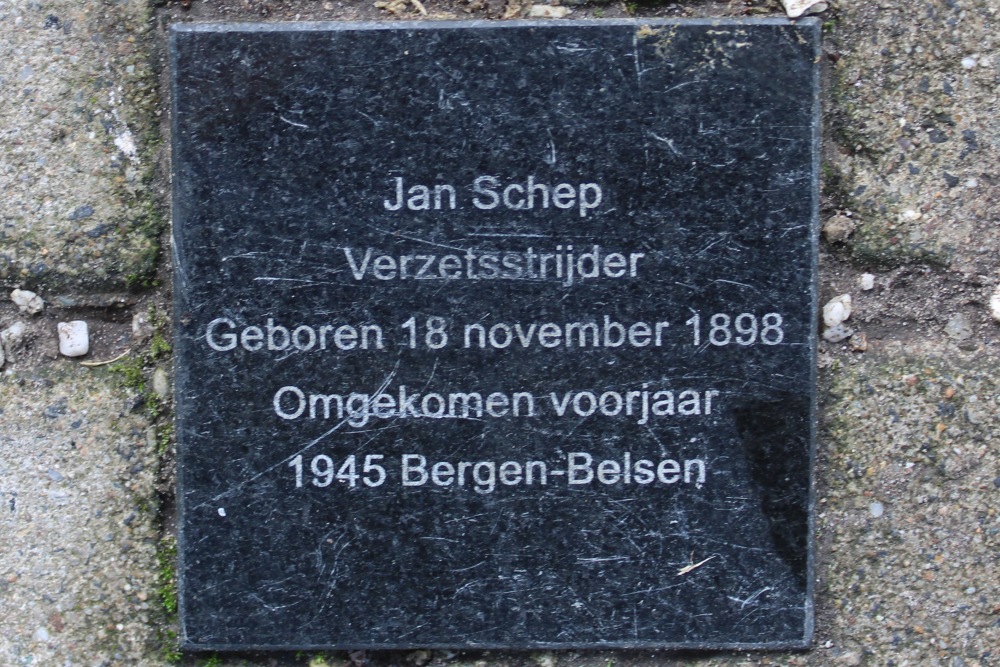 Jan Schep
Verzetsstrijder
Geboren 18 november 1898
Omgekomen voorjaar
1945 Bergen-Belsen